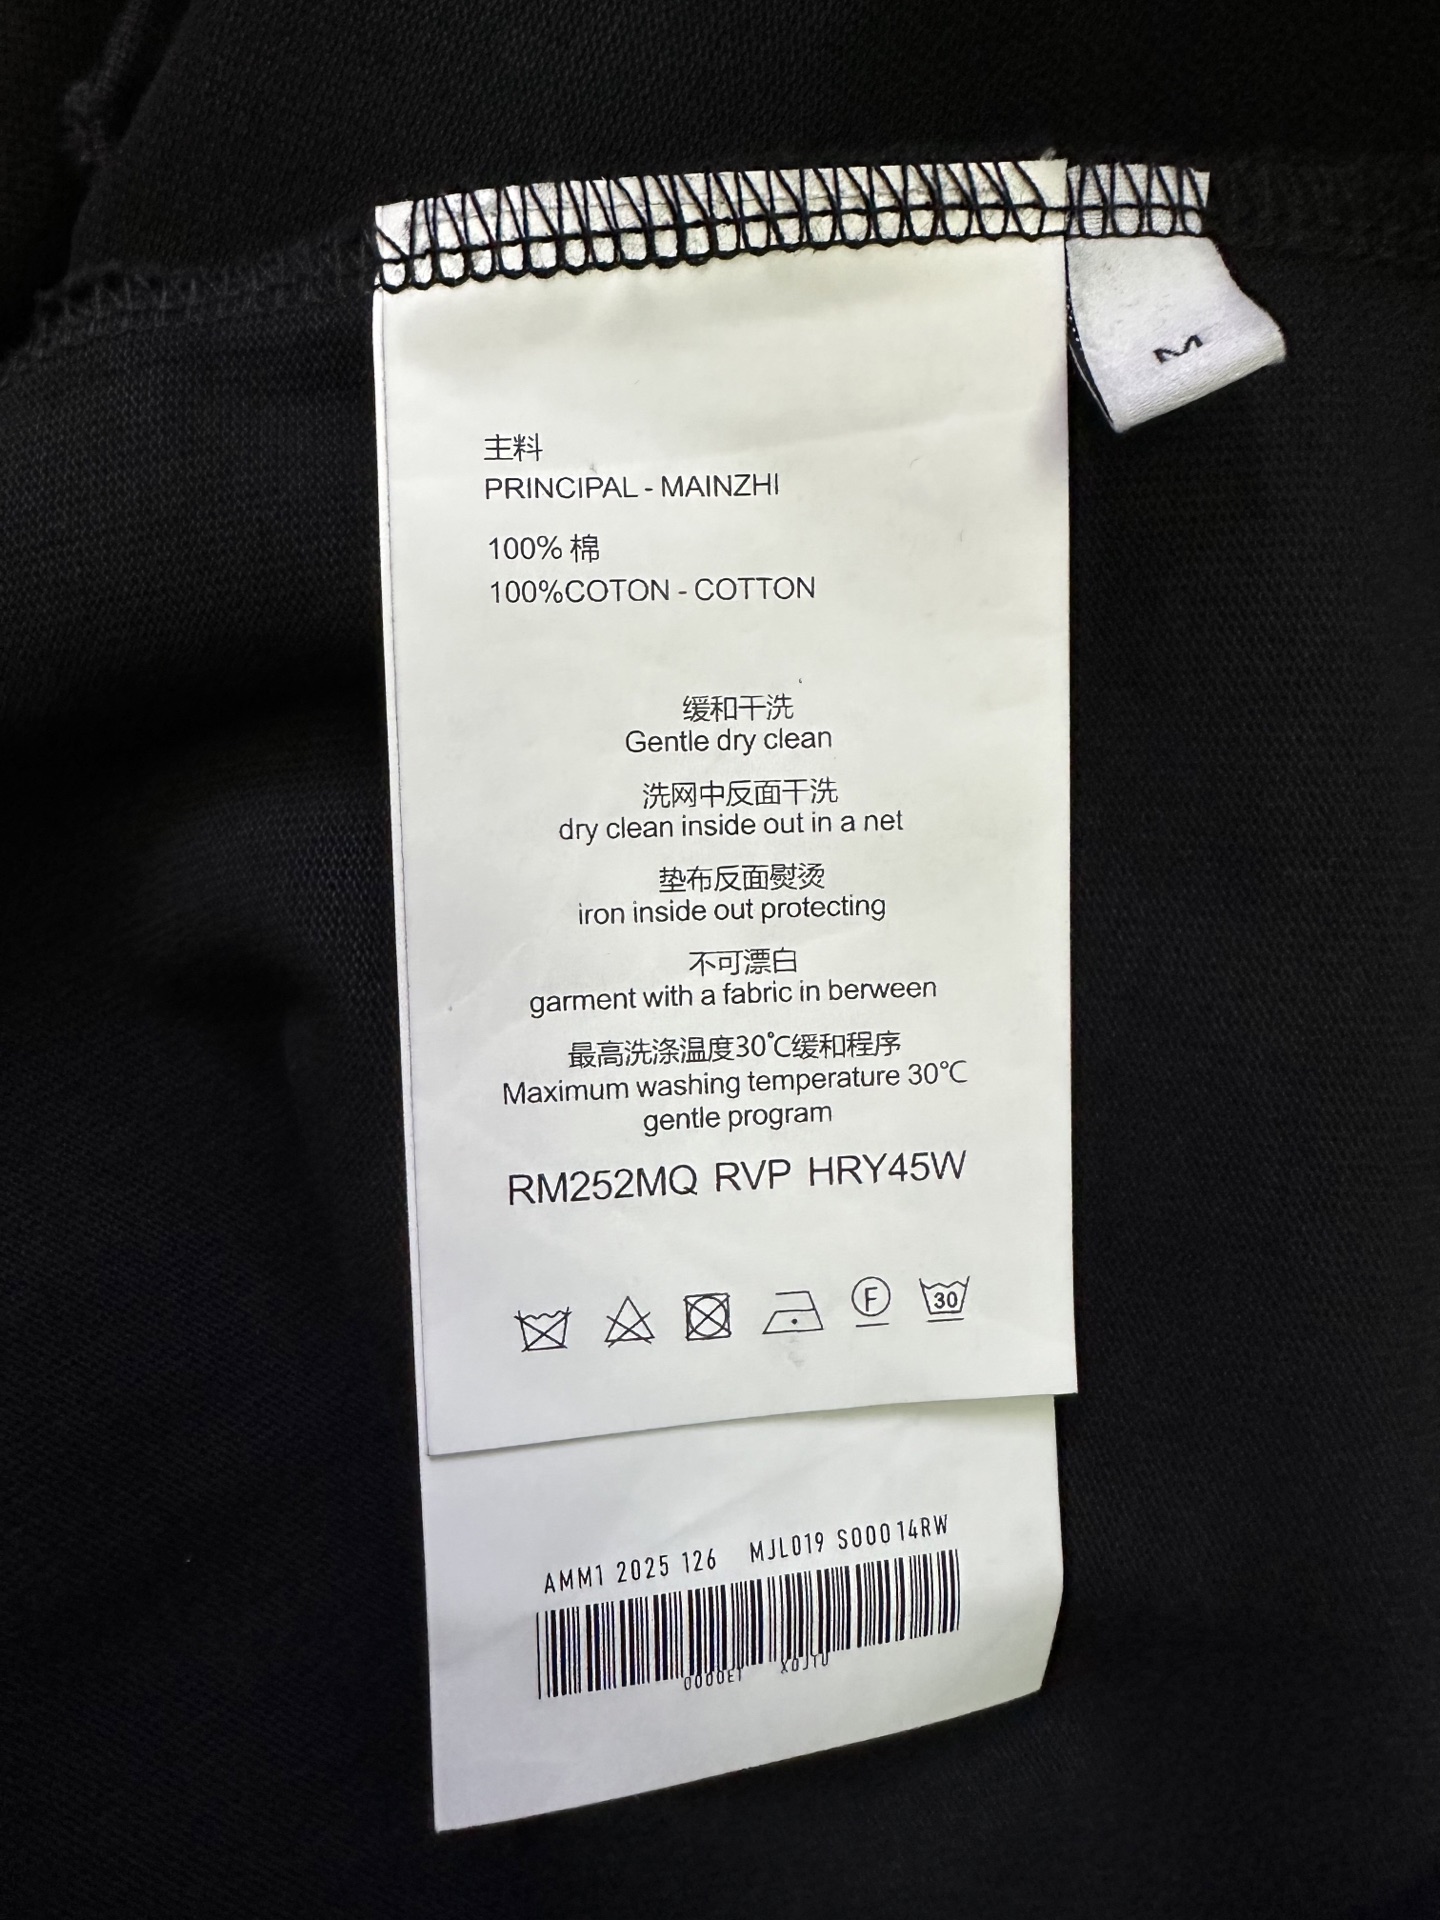 M
主料
PRINCIPAL - MAINZHI
100% 棉
100%COTON - COTTON
缓和干洗
Gentle dry clean
洗网中反面干洗
dry clean inside out in a net
垫布反面熨烫
iron inside out protecting
不可漂白
garment with a fabric in berween
最高洗涤温度30℃缓和程序
Maximum washing temperature 30℃
gentle program
RM252MQ RVP HRY45W
F
30
AMM1 2025 126 MJL019 S00014RW
0000E1 X0J1U